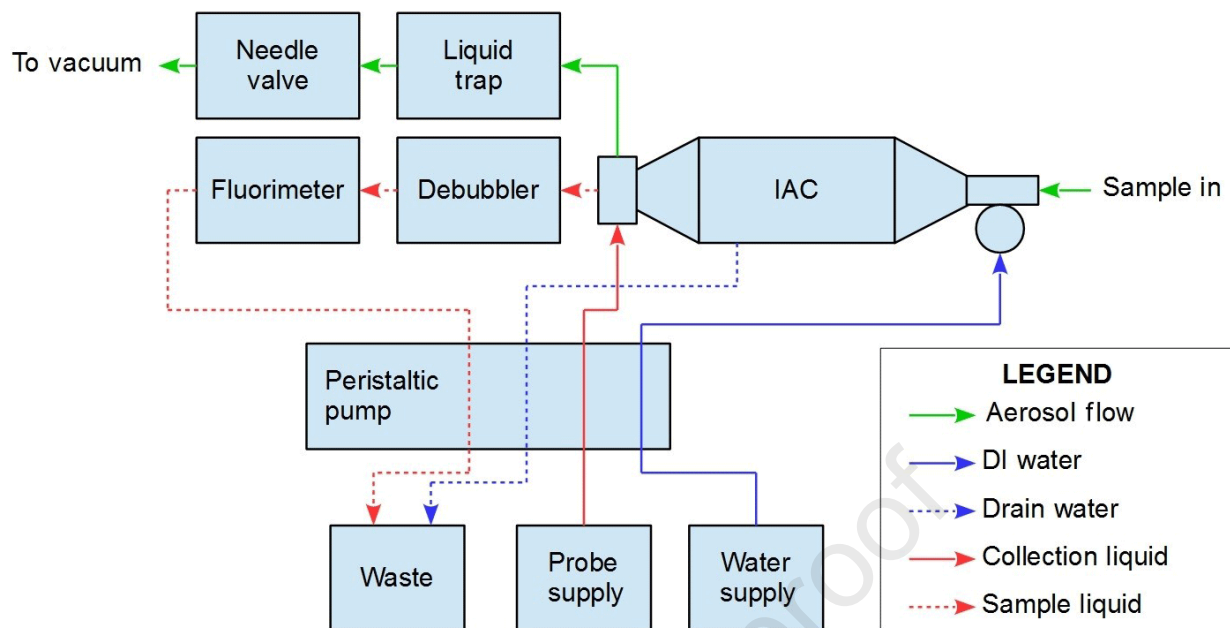 To vacuum
Needle
valve
Liquid
trap
Fluorimeter
Debubbler
IAC
Sample in
Peristaltic
pump
Waste
Probe
supply
Water
supply
LEGEND
Aerosol flow
DI water
Drain water
Collection liquid
Sample liquid
roof